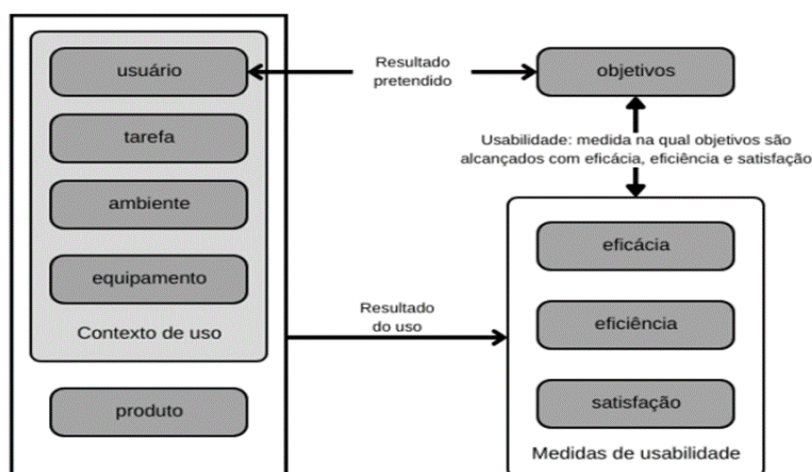 usuário
tarefa
ambiente
equipamento
Contexto de uso
produto
Resultado
pretendido
objetivos
Usabilidade: medida na qual objetivos são
alcançados com eficácia, eficiência e satisfação
Resultado
do uso
eficácia
eficiência
satisfação
Medidas de usabilidade